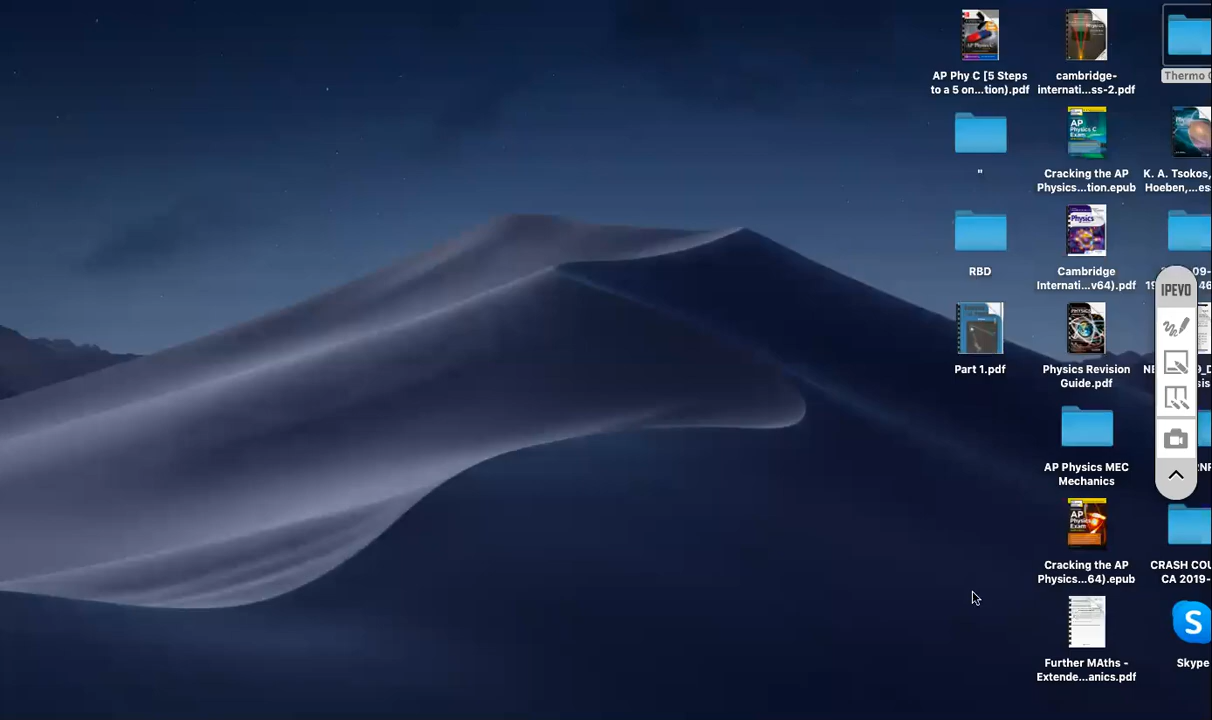 AP Phy C [5 Steps
to a 5 on...tion).pdf
cambridge-
internati...ss-2.pdf
Thermo
"
Cracking the AP
Physics...tion.epub
K. A. Tsokos,
Hoeben,...es
RBD
Cambridge
Internati...v64).pdf
IPEVO
Part 1.pdf
Physics Revision
Guide.pdf
AP Physics MEC
Mechanics
Cracking the AP
Physics...64).epub
CRASH COU
CA 2019-
Further MAths -
Extende...anics.pdf
Skype